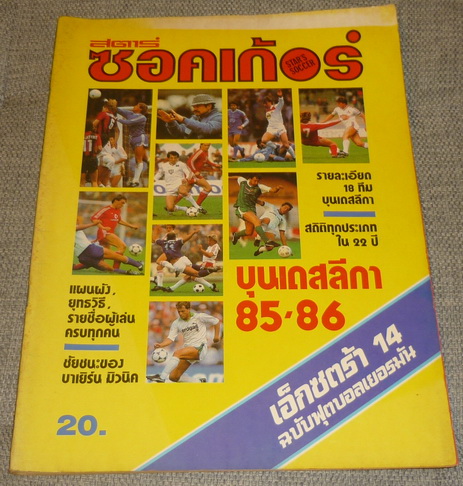 สตาร์
ซอคเก้อร์
STAR'S
SOCCER
รายละเอียด
18 ทีม
บุนเดสลีกา
สถิติทุกประเภท
ใน 22 ปี
บุนเดสลีกา
85-86
แผนผัง,
ยุทธวิธี,
รายชื่อผู้เล่น
ครบทุกคน
ชัยชนะของ
บาเยิร์น มิวนิค
เอ็กซตร้า 14
ฉบับฟุตบอลเยอรมัน
20.